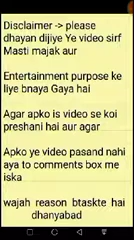 Disclaimer -> please
dhayan dijiye Ye video sirf
Masti majak aur
Entertainment purpose ke
liye bnaya Gaya hai
Agar apko is video se koi
preshani hai aur agar
Apko ye video pasand nahi
aya to comments box me
iska
wajah reason btaskte hai
dhanyabad